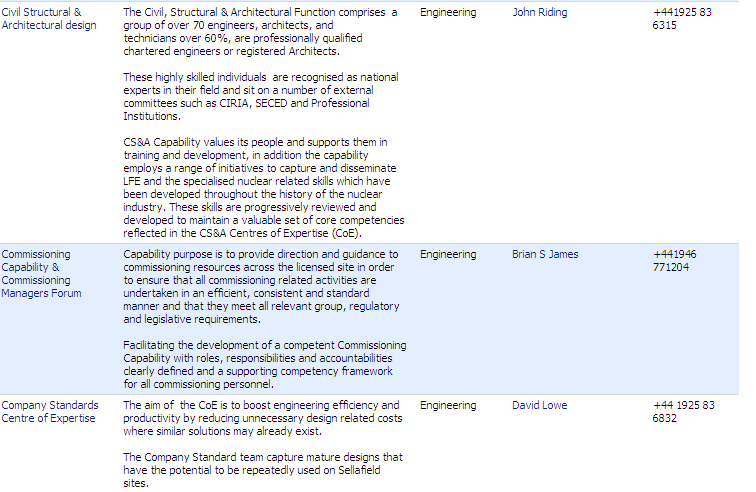 Civil Structural &
Architectural design
The Civil, Structural & Architectural Function comprises a
group of over 70 engineers, architects, and
technicians over 60%, are professionally qualified
chartered engineers or registered Architects.
These highly skilled individuals are recognised as national
experts in their field and sit on a number of external
committees such as CIRIA, SECED and Professional
Institutions.
CS&A Capability values its people and supports them in
training and development, in addition the capability
employs a range of initiatives to capture and disseminate
LFE and the specialised nuclear related skills which have
been developed throughout the history of the nuclear
industry. These skills are progressively reviewed and
developed to maintain a valuable set of core competencies
reflected in the CS&A Centres of Expertise (CoE).
Engineering
John Riding
+441925 83
6315
Commissioning
Capability &
Commissioning
Managers Forum
Capability purpose is to provide direction and guidance to
commissioning resources across the licensed site in order
to ensure that all commissioning related activities are
undertaken in an efficient, consistent and standard
manner and that they meet all relevant group, regulatory
and legislative requirements.
Facilitating the development of a competent Commissioning
Capability with roles, responsibilities and accountabilities
clearly defined and a supporting competency framework
for all commissioning personnel.
Engineering
Brian S James
+441946
771204
Company Standards
Centre of Expertise
The aim of the CoE is to boost engineering efficiency and
productivity by reducing unnecessary design related costs
where similar solutions may already exist.
The Company Standard team capture mature designs that
have the potential to be repeatedly used on Sellafield
sites.
Engineering
David Lowe
+44 1925 83
6832